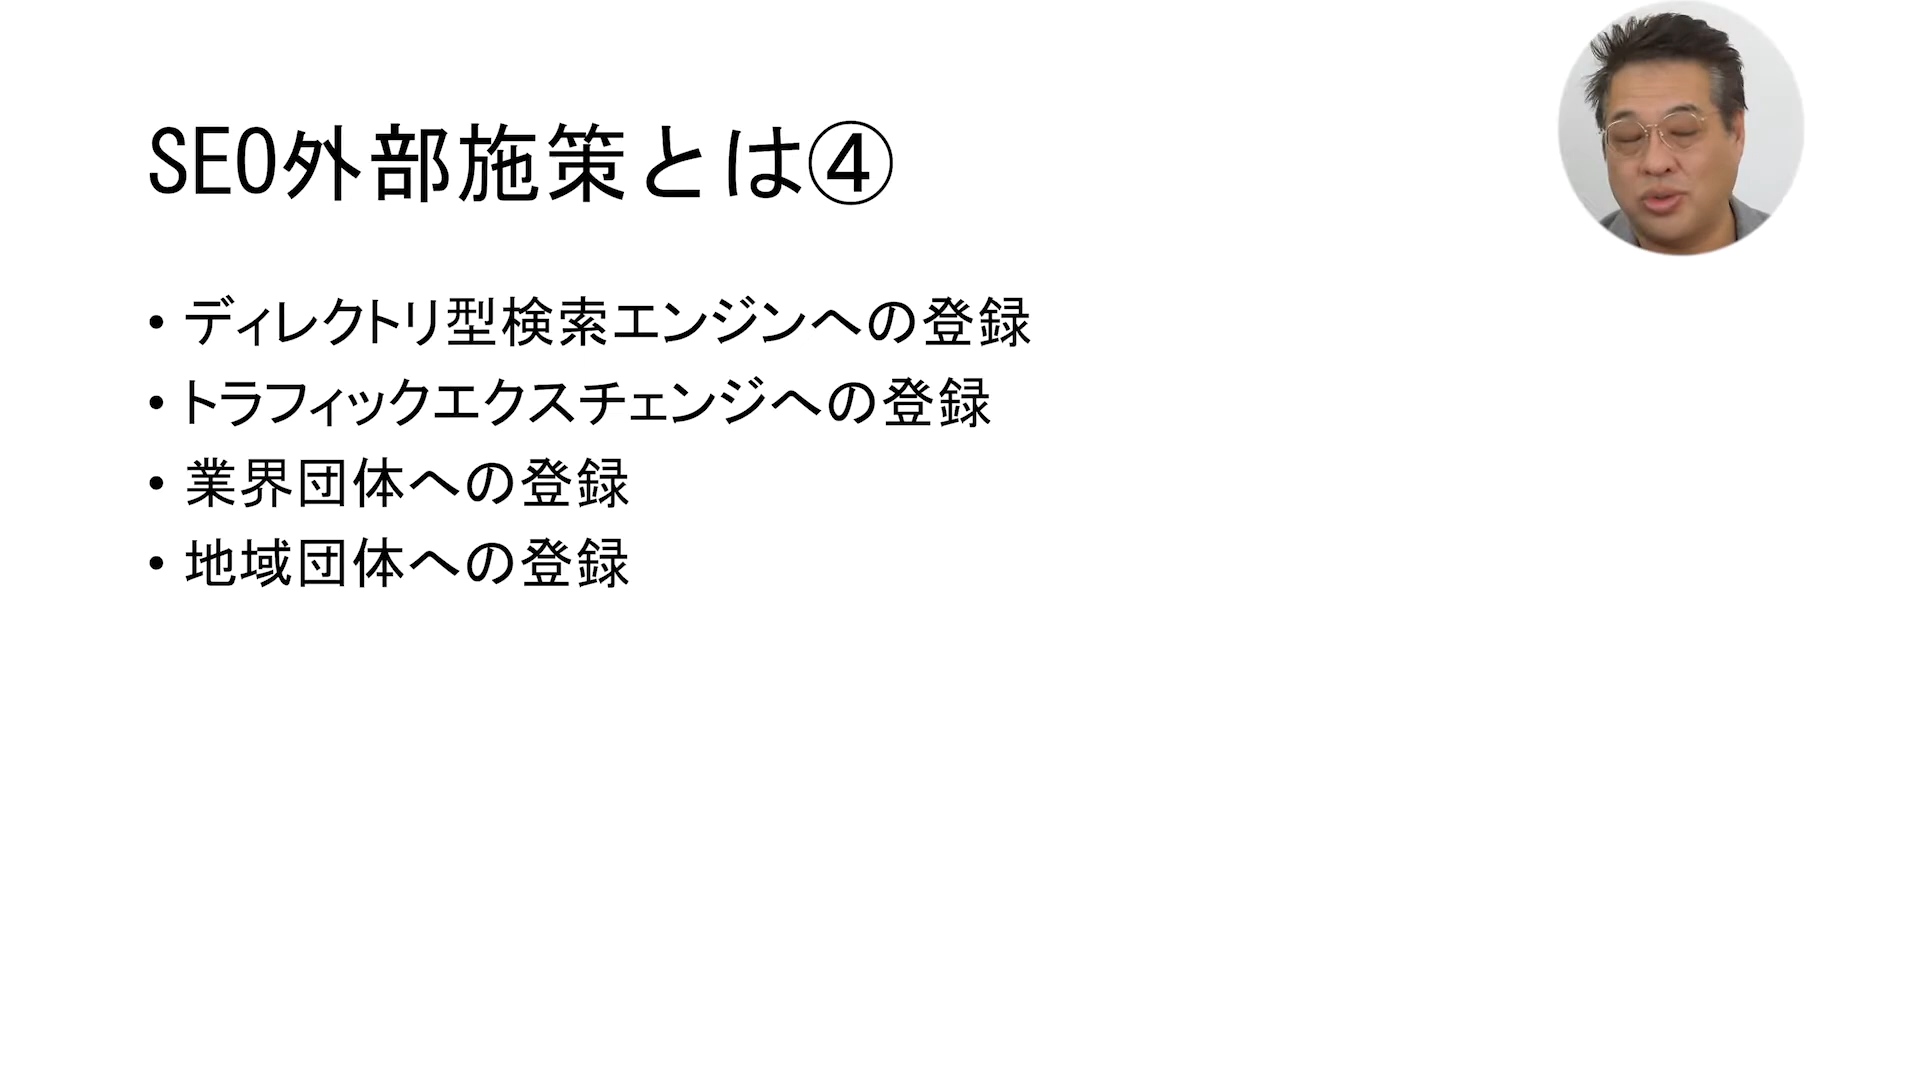 SEO外部施策とは④
• ディレクトリ型検索エンジンへの登録
• トラフィックエクスチェンジへの登録
• 業界団体への登録
• 地域団体への登録